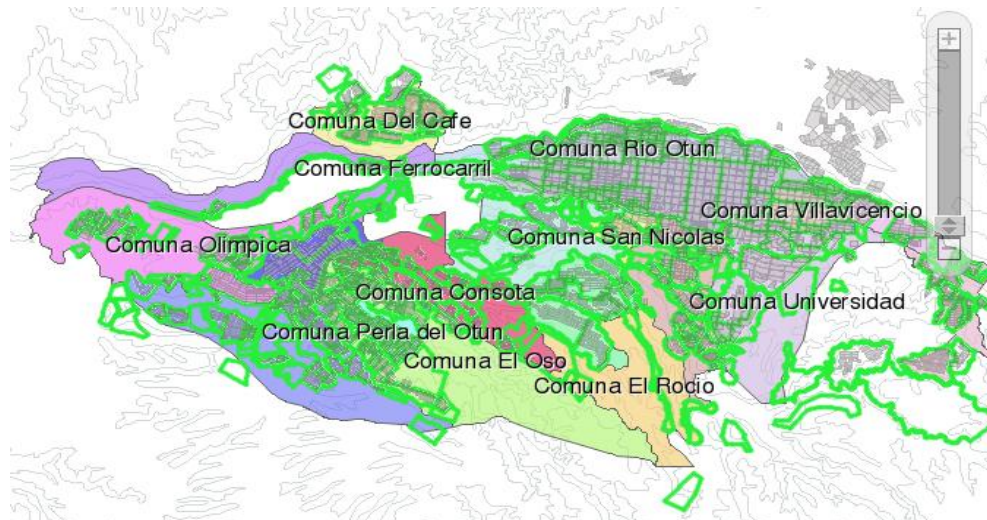 Comuna Del Cafe
Comuna Rio Otun
Comuna Ferrocarril
Comuna Villavicencio
Comuna Olimpica
Comuna San Nicolas
Comuna Consota
Comuna Universidad
Comuna Perla del Otun
Comuna El Oso
Comuna El Rocio